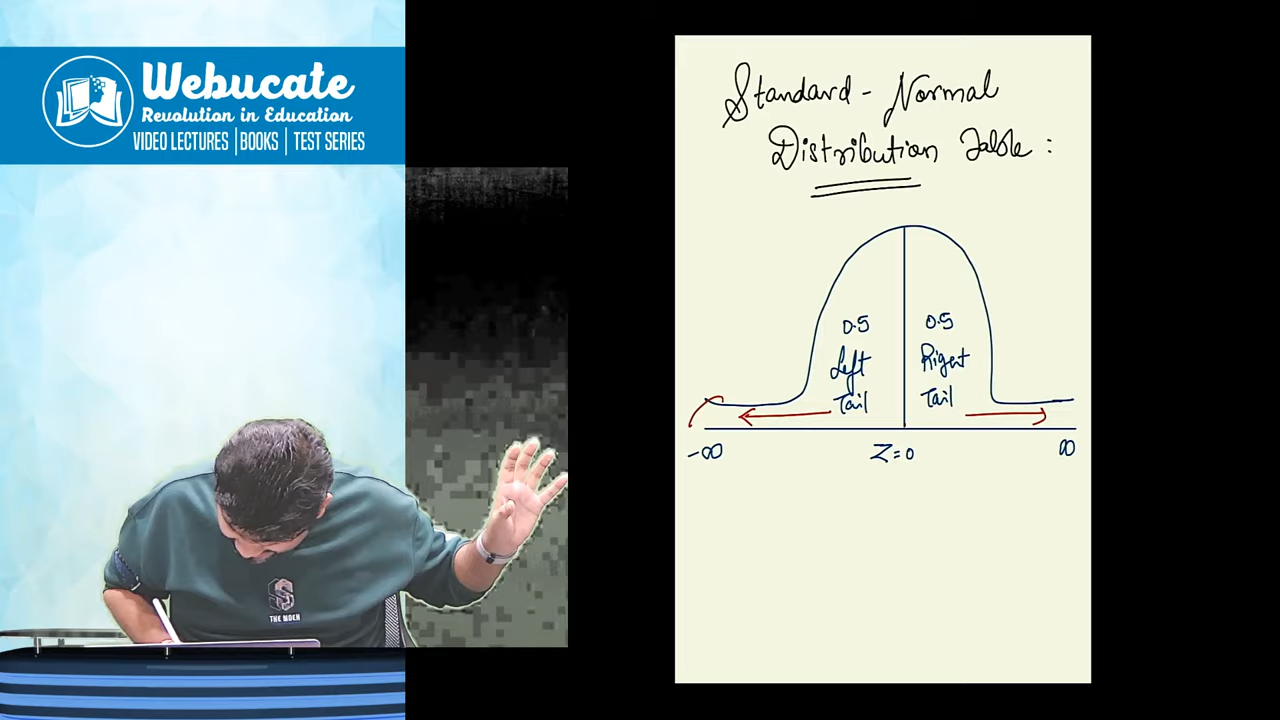 Webucate
Revolution in Education
VIDEO LECTURES | BOOKS | TEST SERIES
Standard - Normal
Distribution Table :
0.5
Left
Tail
0.5
Right
Tail
-∞
Z=0
∞
S
THE MOEH